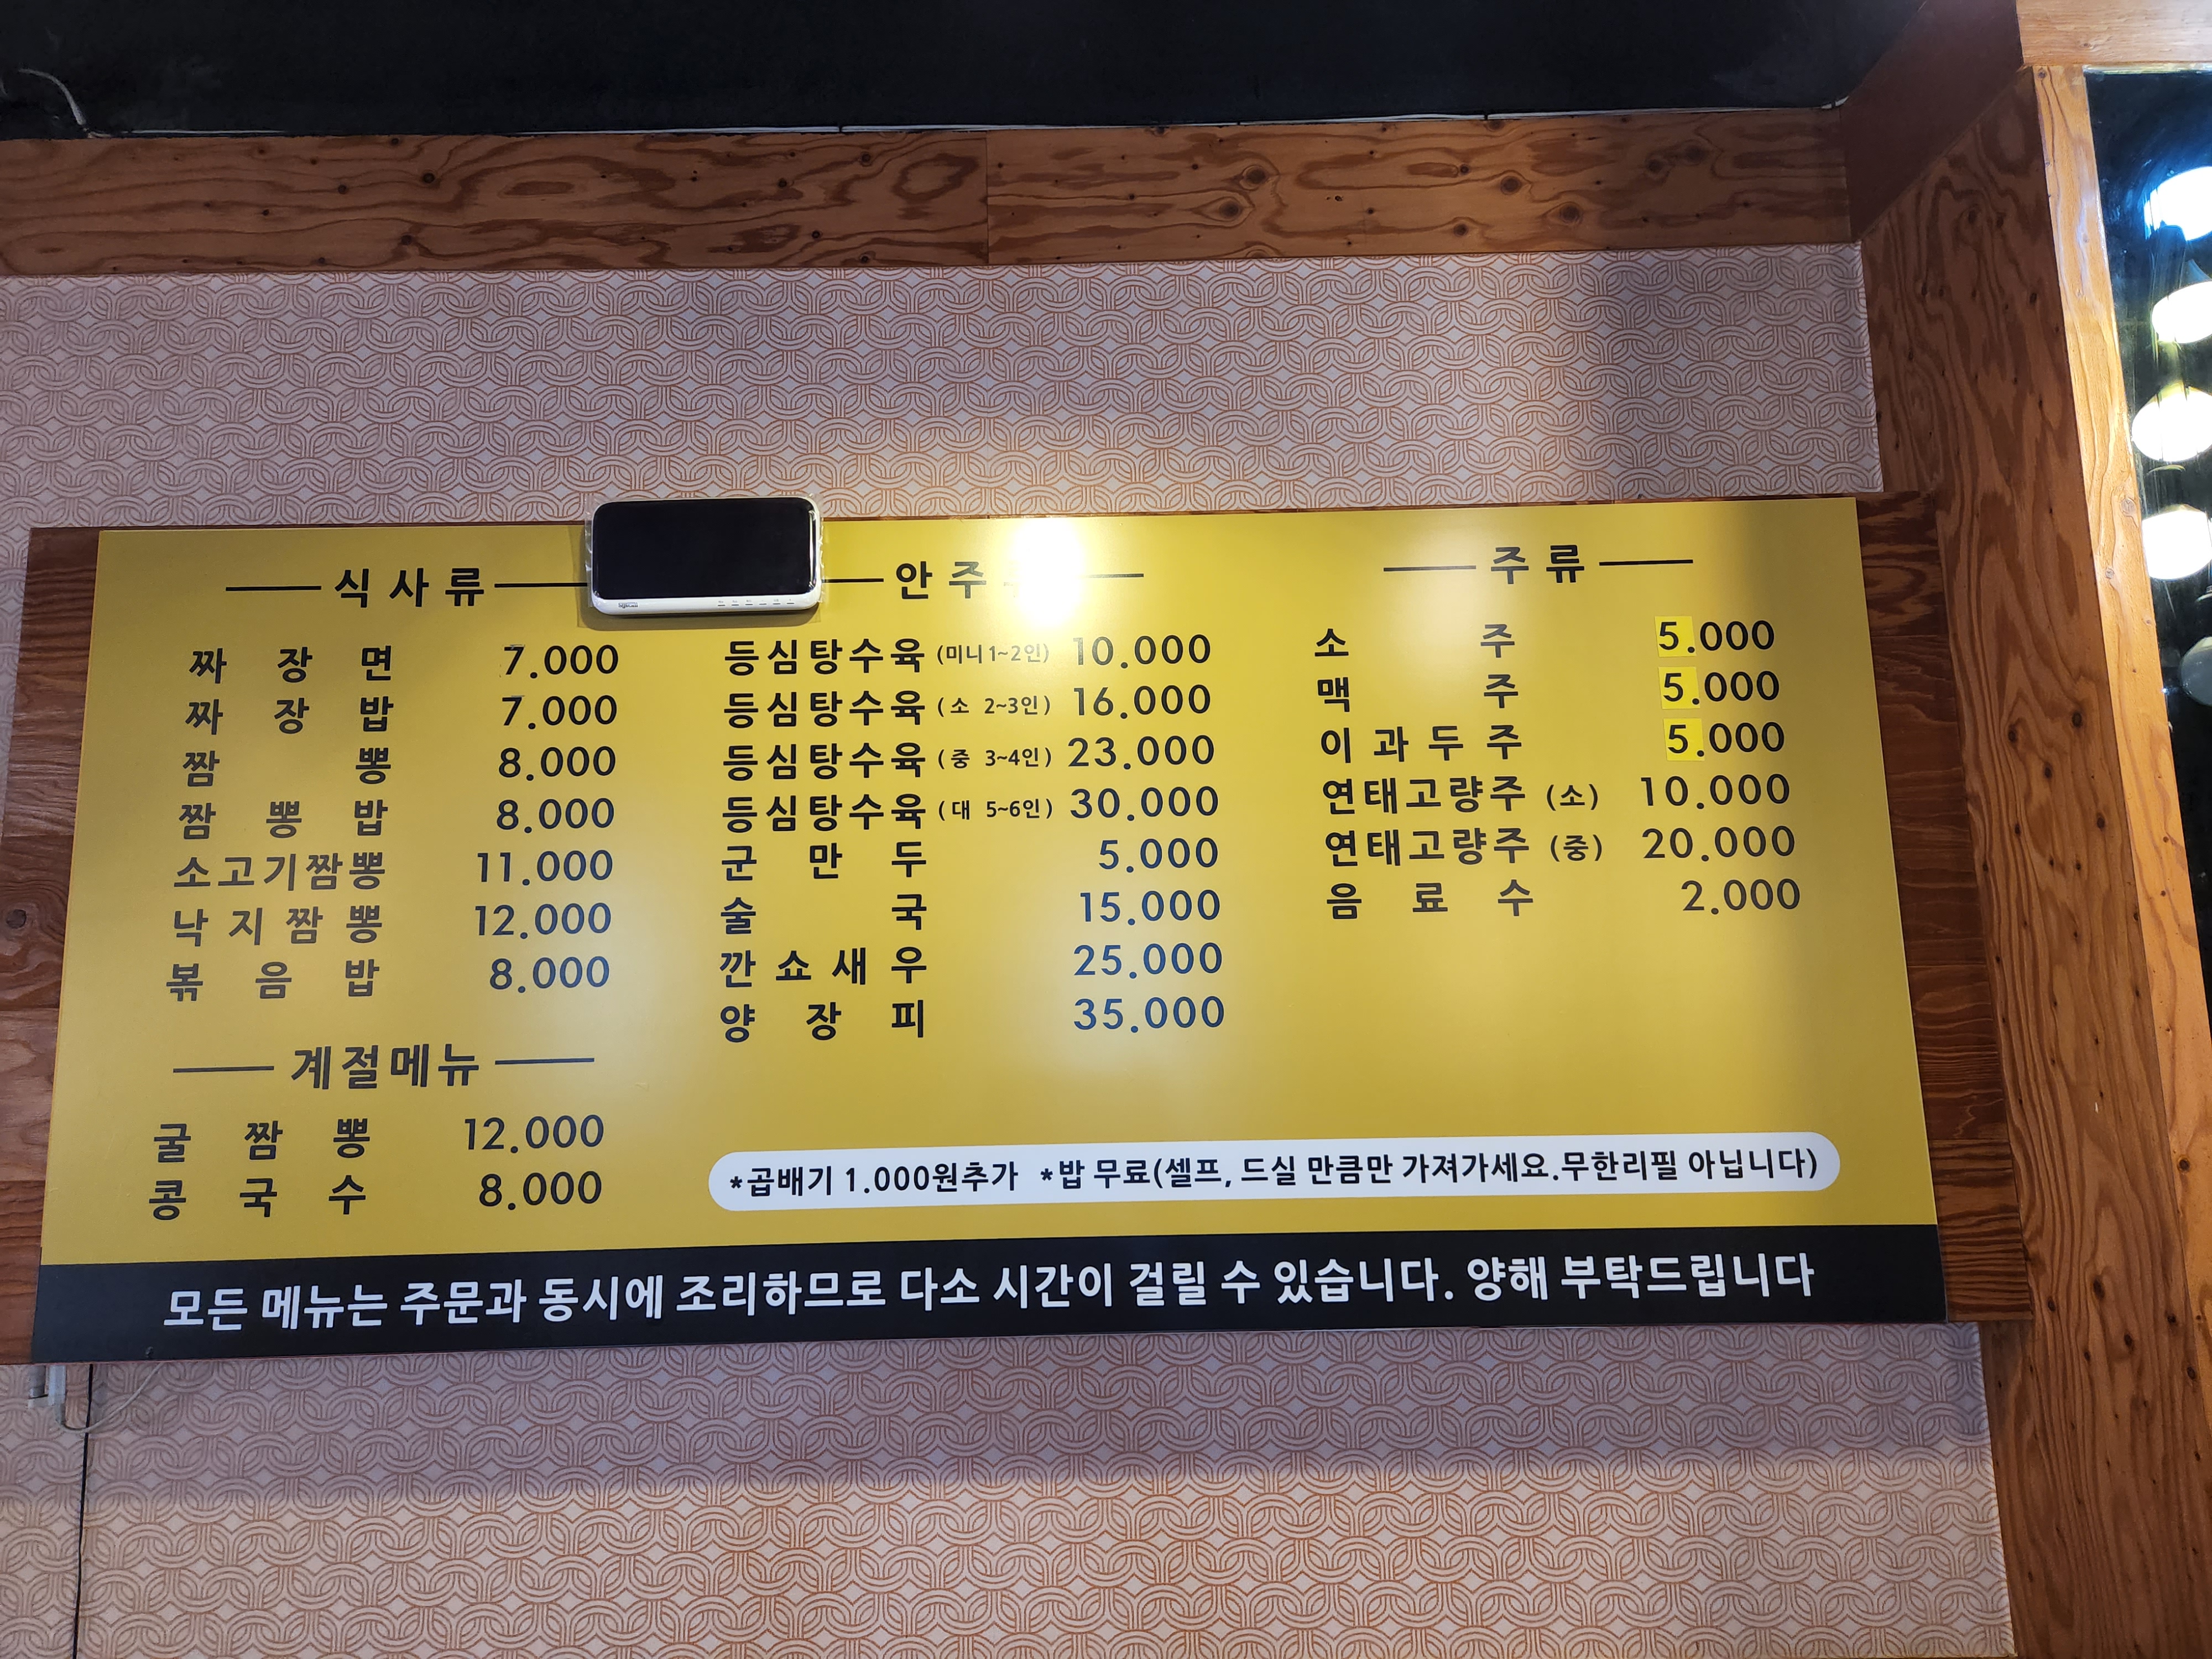 식사류
짜장면 7.000
짜장밥 7.000
짬뽕 8.000
짬뽕밥 8.000
소고기짬뽕 11.000
낙지짬뽕 12.000
볶음밥 8.000
계절메뉴
굴짬뽕 12.000
콩국수 8.000
안주
등심탕수육 (미니 1~2인) 10.000
등심탕수육 (소 2~3인) 16.000
등심탕수육 (중 3~4인) 23.000
등심탕수육 (대 5~6인) 30.000
군만두 5.000
술국 15.000
깐쇼새우 25.000
양장피 35.000
주류
소주 5.000
맥주 5.000
이과두주 5.000
연태고량주 (소) 10.000
연태고량주 (중) 20.000
음료수 2.000
*곱배기 1.000원추가 *밥 무료(셀프, 드실 만큼만 가져가세요.무한리필 아닙니다)
모든 메뉴는 주문과 동시에 조리하므로 다소 시간이 걸릴 수 있습니다. 양해 부탁드립니다